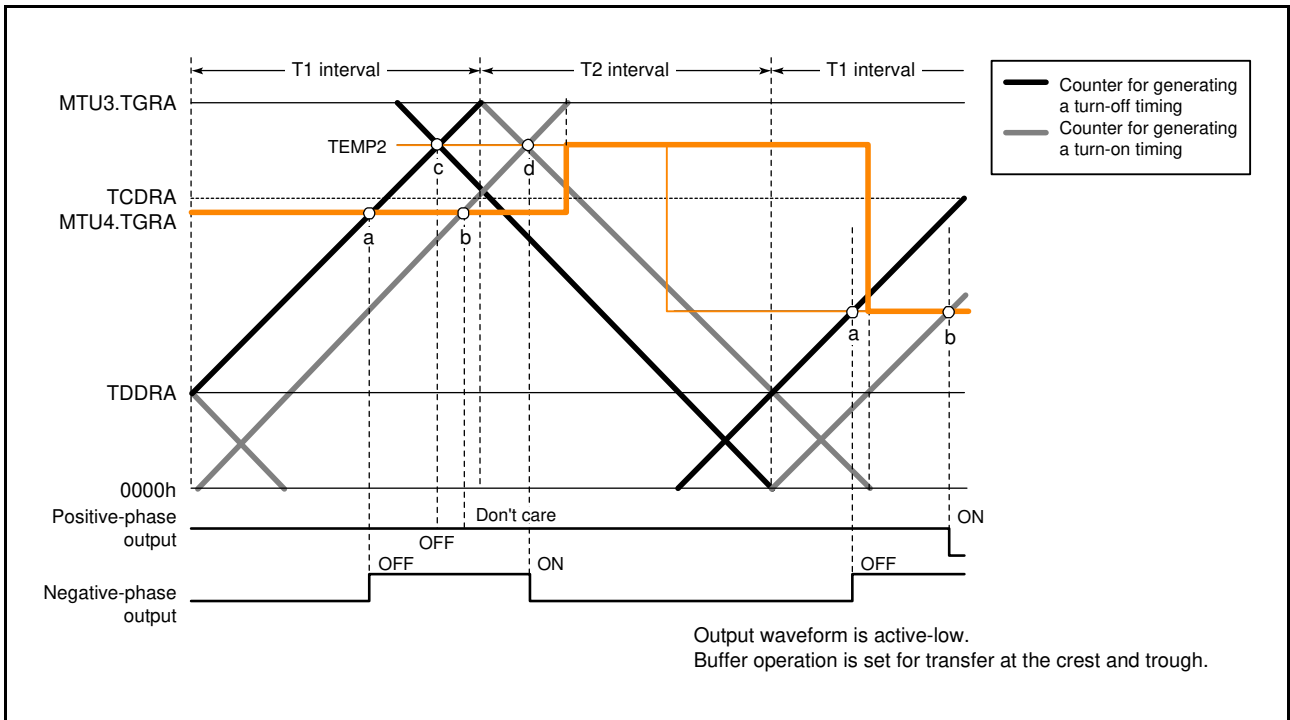 T1 interval
T2 interval
T1 interval
MTU3.TGRA
TEMP2
c
d
TCDRA
MTU4.TGRA
a
b
a
b
TDDRA
0000h
Counter for generating
a turn-off timing
Counter for generating
a turn-on timing
Positive-phase
output
Don't care
OFF
ON
Negative-phase
output
OFF
ON
OFF
Output waveform is active-low.
Buffer operation is set for transfer at the crest and trough.